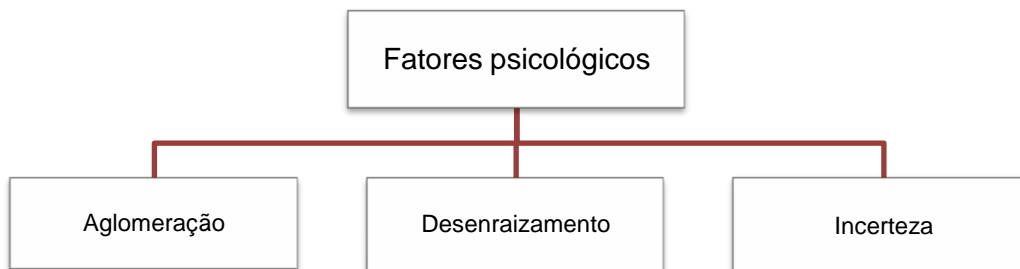 Fatores psicológicos
Aglomeração
Desenraizamento
Incerteza